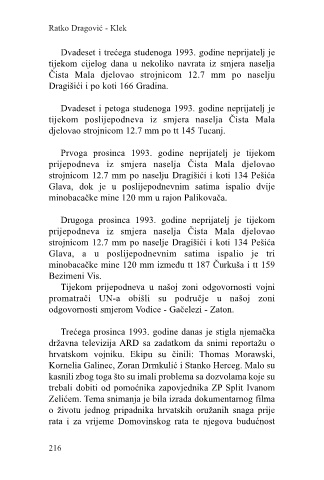 Ratko Dragović - Klek
Dvadeset i trećega studenoga 1993. godine neprijatelj je
tijekom cijelog dana u nekoliko navrata iz smjera naselja
Čista Mala djelovao strojnicom 12.7 mm po naselju
Dragišići i po koti 166 Gradina.
Dvadeset i petoga studenoga 1993. godine neprijatelj je
tijekom poslijepodneva iz smjera naselja Čista Mala
djelovao strojnicom 12.7 mm po tt 145 Tucanj.
Prvoga prosinca 1993. godine neprijatelj je tijekom
prijepodneva iz smjera naselja Čista Mala djelovao
strojnicom 12.7 mm po naselju Dragišići i koti 134 Pešića
Glava, dok je u poslijepodnevnim satima ispalio dvije
minobacačke mine 120 mm u rajon Palikovača.
Drugoga prosinca 1993. godine neprijatelj je tijekom
prijepodneva iz smjera naselja Čista Mala djelovao
strojnicom 12.7 mm po naselje Dragišići i koti 134 Pešića
Glava, a u poslijepodnevnim satima ispalio je tri
minobacačke mine 120 mm između tt 187 Čurkuša i tt 159
Bezimeni Vis.
Tijekom prijepodneva u našoj zoni odgovornosti vojni
promatrači UN-a obišli su područje u našoj zoni
odgovornosti smjerom Vodice - Gaćelezi - Zaton.
Trećega prosinca 1993. godine danas je stigla njemačka
državna televizija ARD sa zadatkom da snimi reportažu o
hrvatskom vojniku. Ekipu su činili: Thomas Morawski,
Kornelia Galinec, Zoran Drmkulić i Stanko Herceg. Malo su
kasnili zbog toga što su imali problema sa dozvolama koje su
trebali dobiti od pomoćnika zapovjednika ZP Split Ivanom
Zelićem. Tema snimanja je bila izrada dokumentarnog filma
o životu jednog pripadnika hrvatskih oružanih snaga prije
rata i za vrijeme Domovinskog rata te njegova budućnost
216